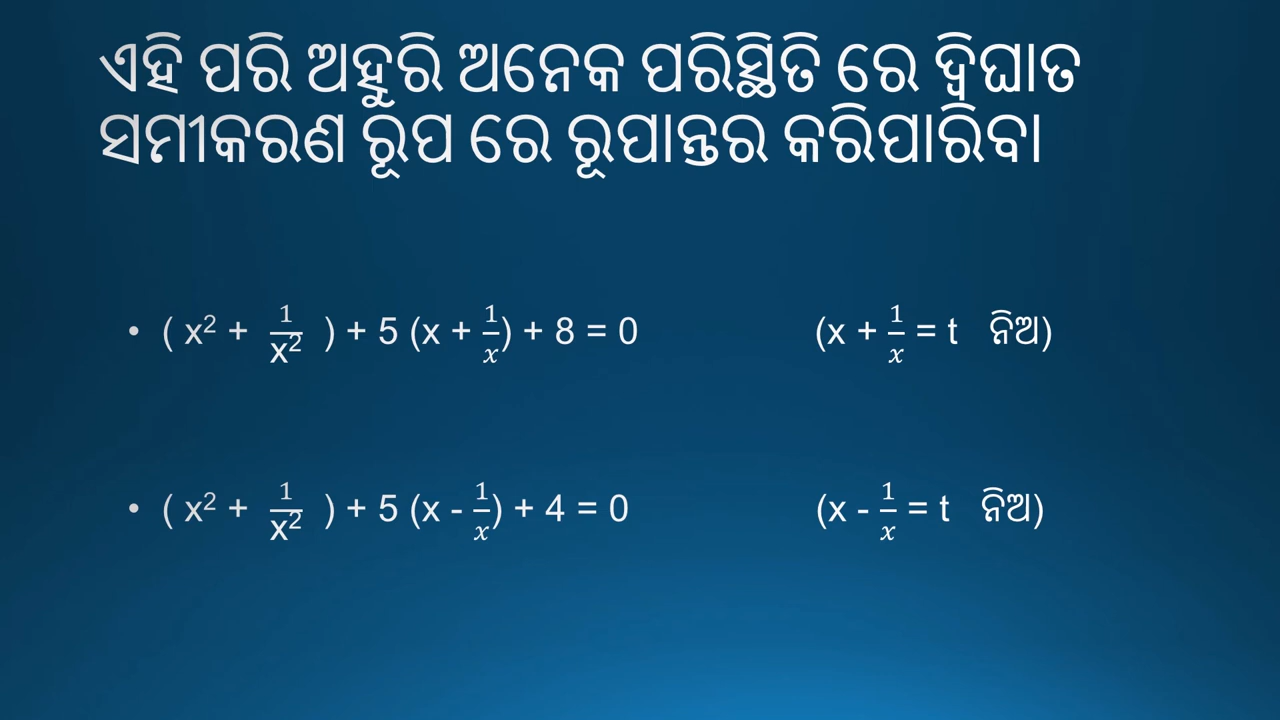 ଏହି ପରି ଅହୁରି ଅନେକ ପରିସ୍ଥିତି ରେ ଦ୍ଵିଘାତ
ସମୀକରଣ ରୂପ ରେ ରୂପାନ୍ତର କରିପାରିବା
• ( x² + 1/x² ) + 5 (x + 1/x) + 8 = 0 (x + 1/x = t ନିଅ)
• ( x² + 1/x² ) + 5 (x - 1/x) + 4 = 0 (x - 1/x = t ନିଅ)